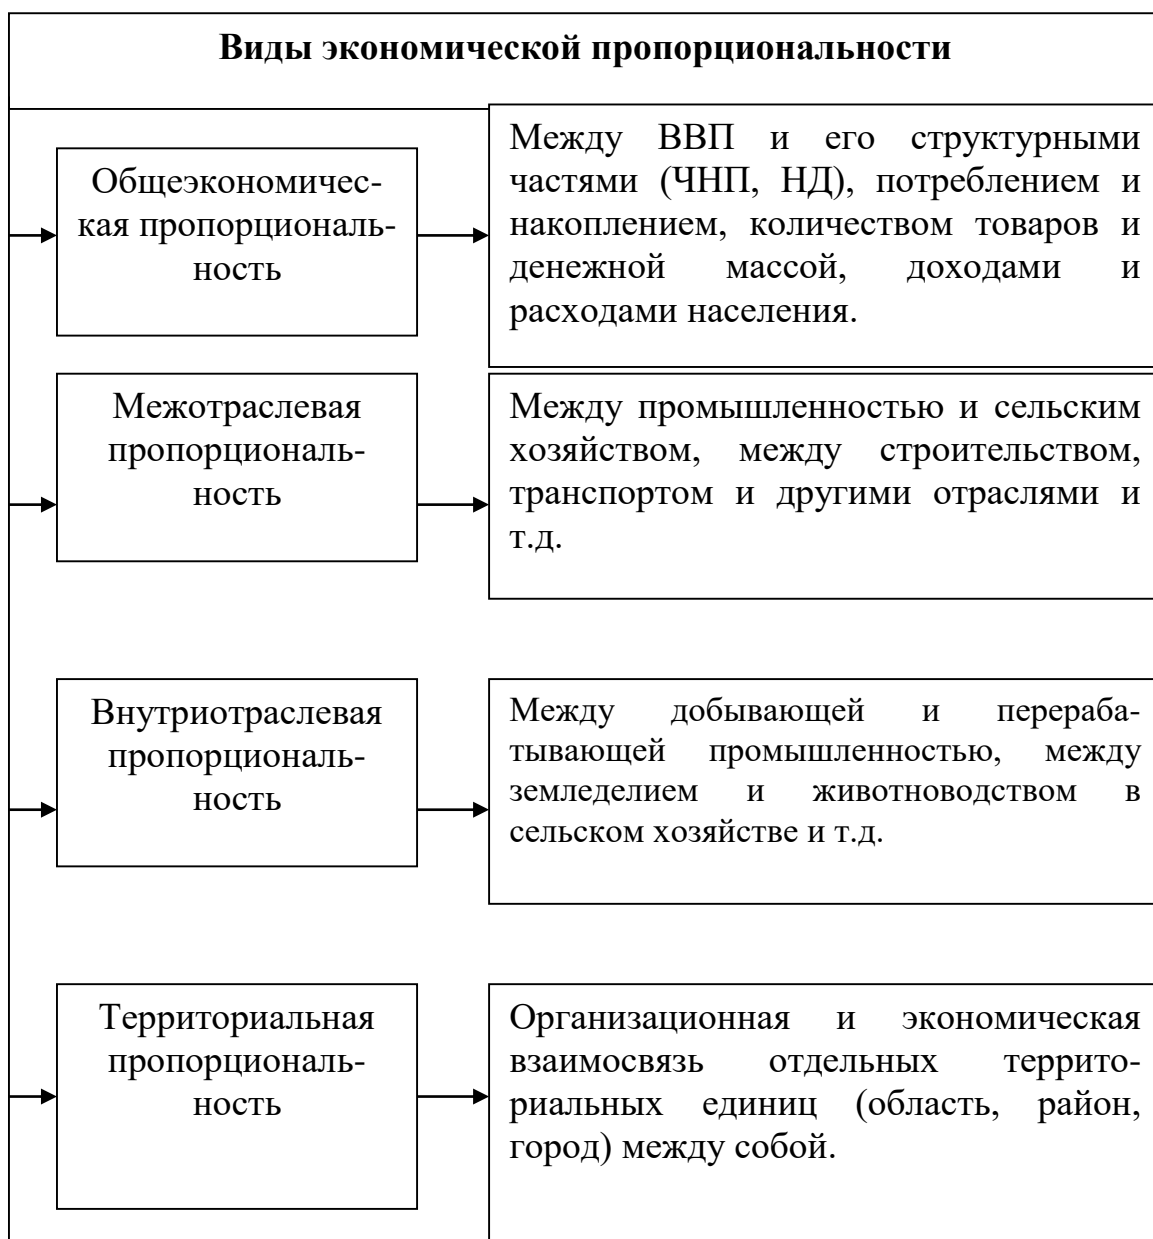 Виды экономической пропорциональности
Общеэкономичес-
кая пропорциональ-
ность
Между ВВП и его структурными
частями (ЧНП, НД), потреблением и
накоплением, количеством товаров и
денежной массой, доходами и
расходами населения.
Межотраслевая
пропорциональ-
ность
Между промышленностью и сельским
хозяйством, между строительством,
транспортом и другими отраслями и
т.д.
Внутриотраслевая
пропорциональ-
ность
Между добывающей и перераба-
тывающей промышленностью, между
земледелием и животноводством в
сельском хозяйстве и т.д.
Территориальная
пропорциональ-
ность
Организационная и экономическая
взаимосвязь отдельных террито-
риальных единиц (область, район,
город) между собой.